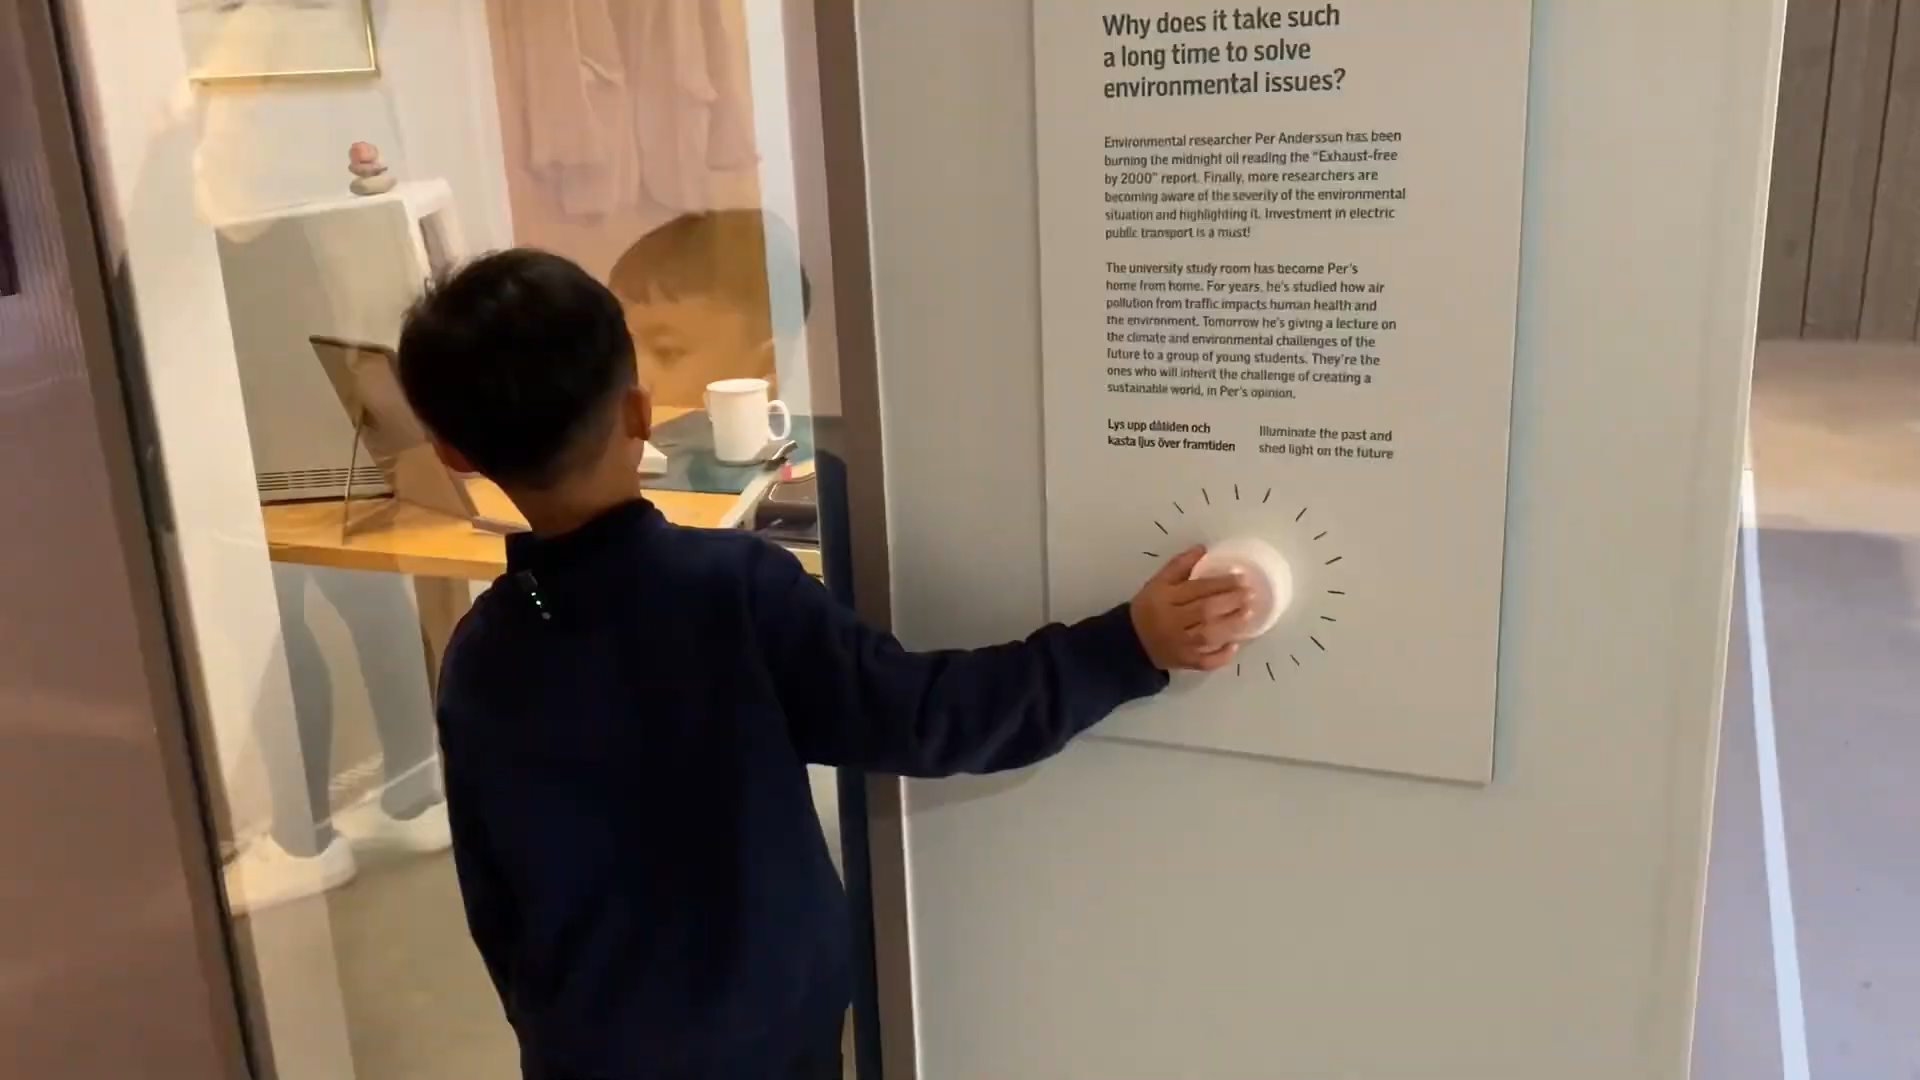 Why does it take such
a long time to solve
environmental issues?
Environmental researcher Per Anderssun has been
burning the midnight oil reading the "Exhaust-free
by 2000" report. Finally, more researchers are
becoming aware of the severity of the environmental
situation and highlighting it. Investment in electric
public transport is a must!
The university study room has become Per's
home from home. For years, he's studied how air
pollution from traffic impacts human health and
the environment. Tomorrow he's giving a lecture on
the climate and environmental challenges of the
future to a group of young students. They're the
ones who will inherit the challenge of creating a
sustainable world, in Per's opinion.
Lys upp dåtiden och
kasta ljus över framtiden
Illuminate the past and
shed light on the future